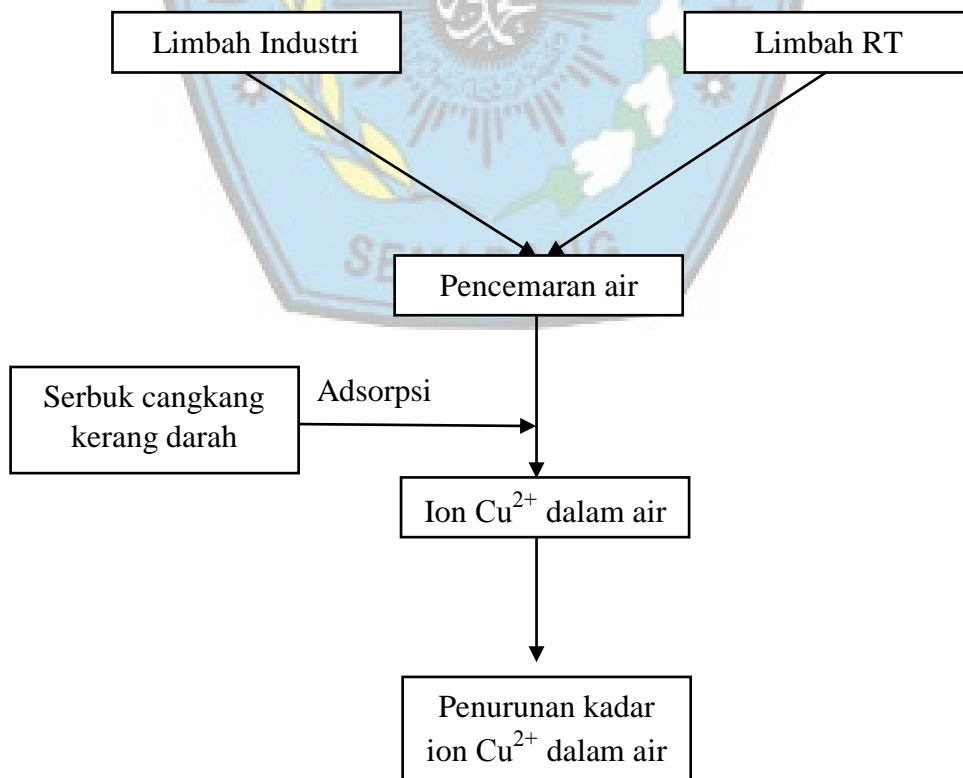 Limbah Industri
Limbah RT
SEMARANG
Pencemaran air
Serbuk cangkang
kerang darah
Adsorpsi
Ion Cu²⁺ dalam air
Penurunan kadar
ion Cu²⁺ dalam air